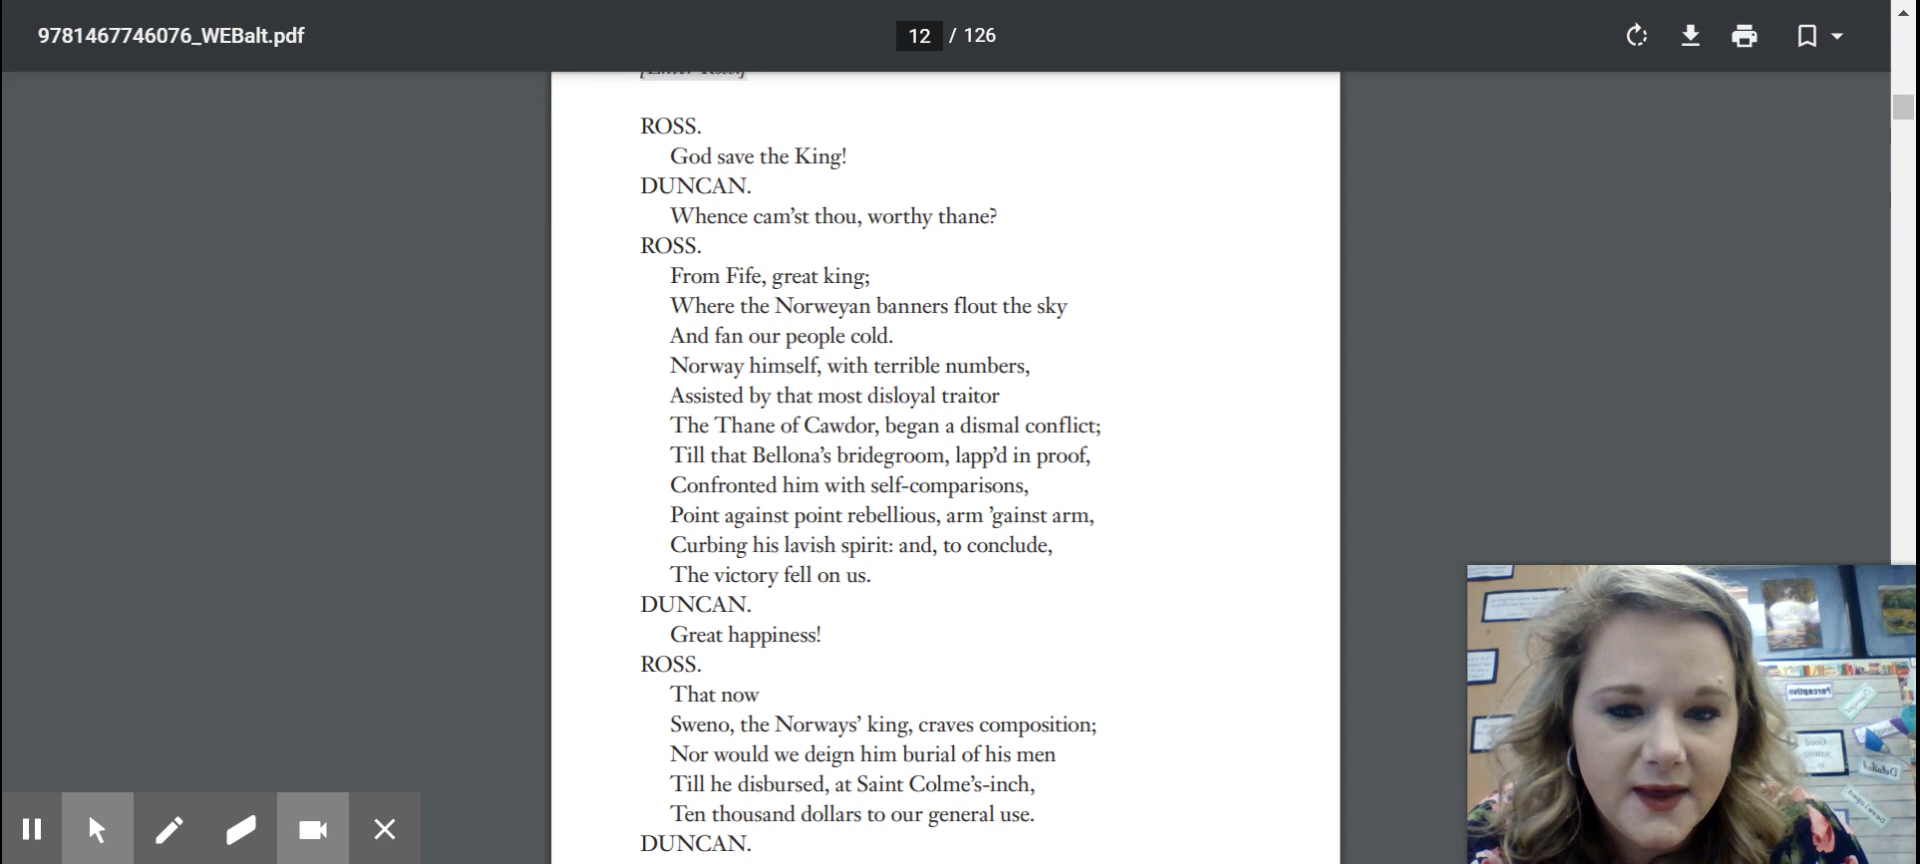 9781467746076_WEBalt.pdf
12 / 126
[Enter Ross.]
ROSS.
God save the King!
DUNCAN.
Whence cam’st thou, worthy thane?
ROSS.
From Fife, great king;
Where the Norweyan banners flout the sky
And fan our people cold.
Norway himself, with terrible numbers,
Assisted by that most disloyal traitor
The Thane of Cawdor, began a dismal conflict;
Till that Bellona’s bridegroom, lapp’d in proof,
Confronted him with self-comparisons,
Point against point rebellious, arm ’gainst arm,
Curbing his lavish spirit: and, to conclude,
The victory fell on us.
DUNCAN.
Great happiness!
ROSS.
That now
Sweno, the Norways’ king, craves composition;
Nor would we deign him burial of his men
Till he disbursed, at Saint Colme’s-inch,
Ten thousand dollars to our general use.
DUNCAN.
Perceptive
Detailed